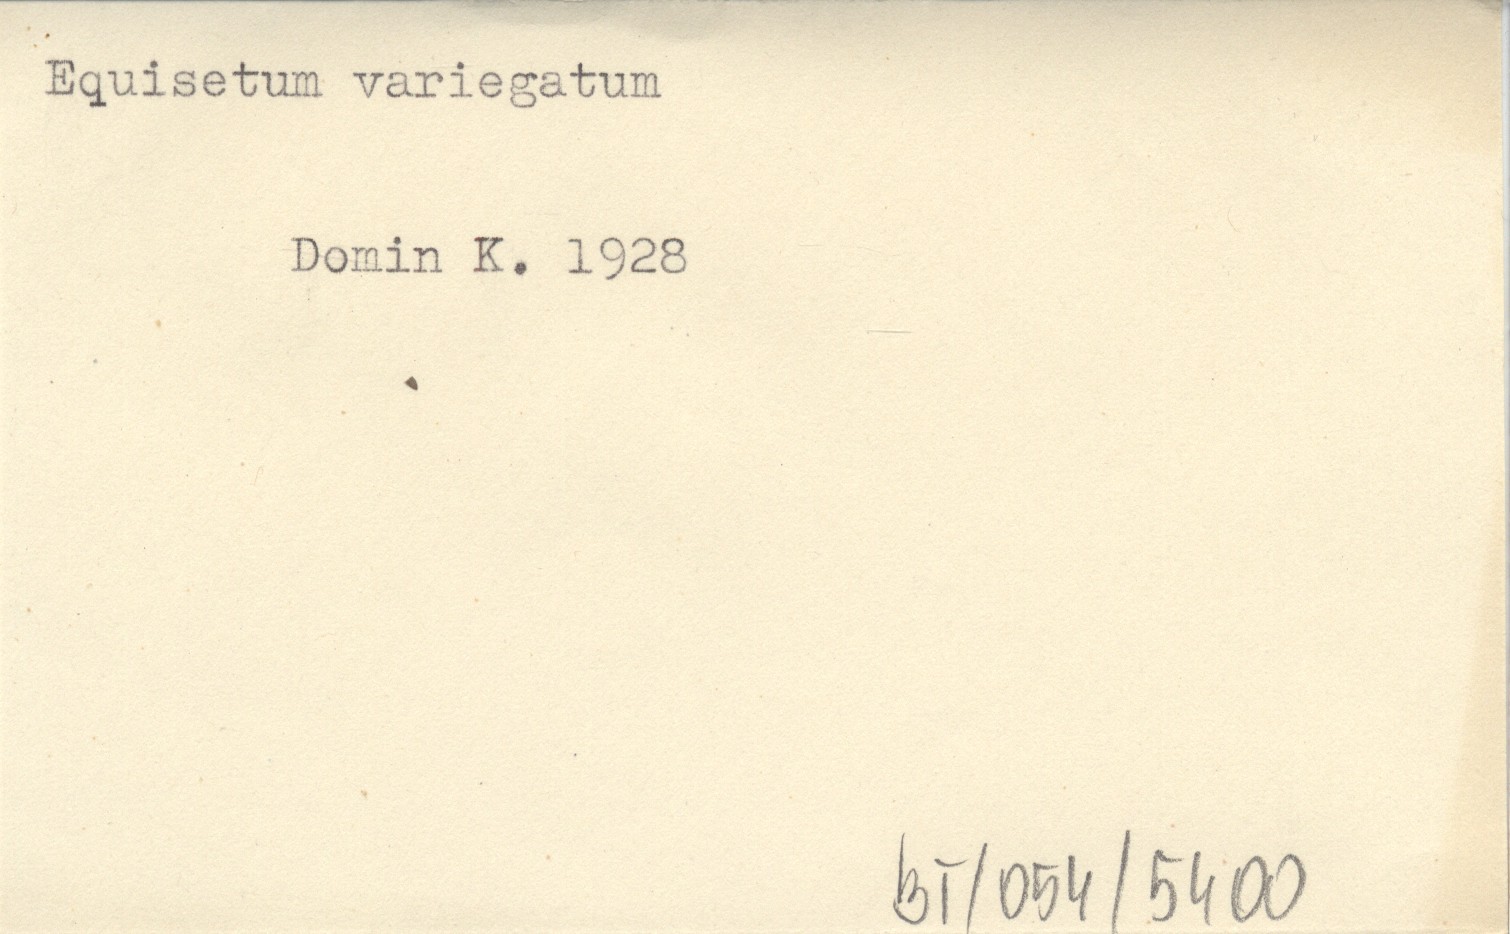 Equisetum variegatum
Domin K. 1928
BI/054/5400